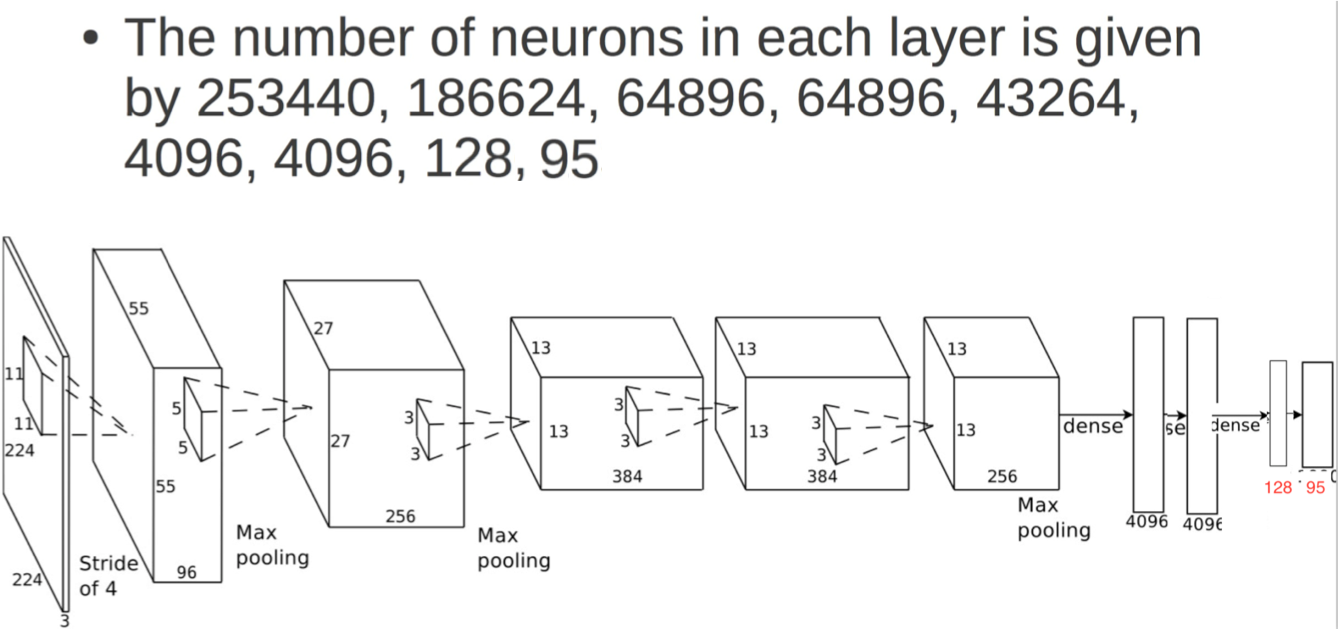 • The number of neurons in each layer is given
by 253440, 186624, 64896, 64896, 43264,
4096, 4096, 128, 95
55
27
13
13
13
11
11
224
5
5
55
27
3
3
13
3
3
13
3
3
13
dense
dense
384
384
256
256
96
128
95
4096
4096
Max
pooling
Max
pooling
Max
pooling
Stride
of 4
224
3